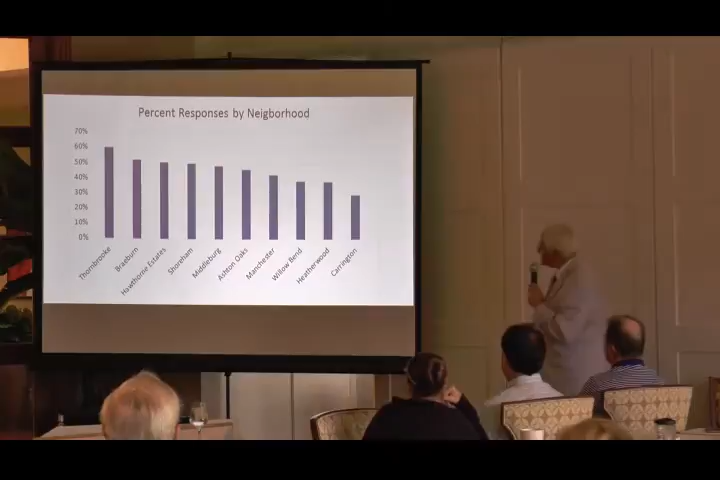 Percent Responses by Neigborhood
70%
60%
50%
40%
30%
20%
10%
0%
Thornbrooke
Braeburn
Hawthorne Estates
Shoreham
Middleburg
Ashton Oaks
Manchester
Willow Bend
Heatherwood
Carrington